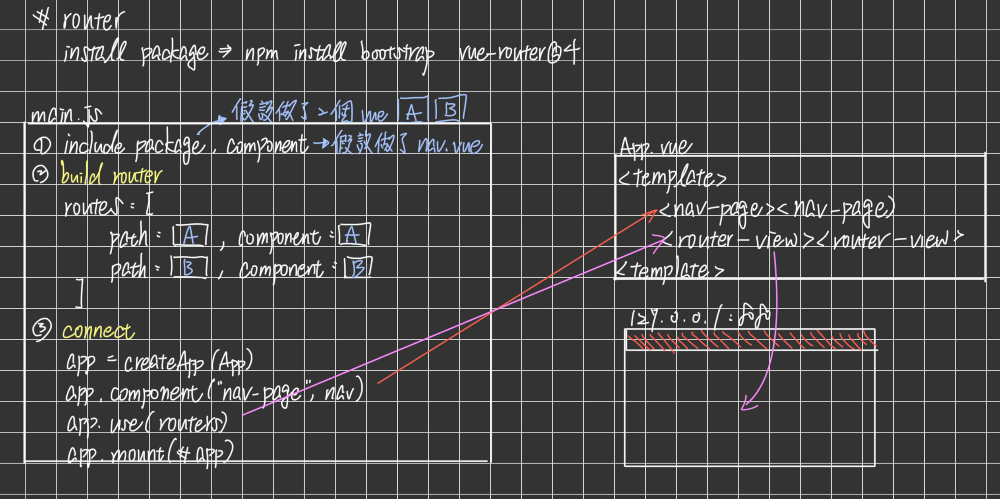 # router
install package ⇒ npm install bootstrap vue-router@4
main.js
假設做了2個 vue A B
① include package, component → 假設做了 nav.vue
② build router
routes = [
path : A , component : A
path : B , component : B
]
③ connect
app = createApp (App)
app. component ("nav-page", nav)
app. use( routers)
app. mount(# app)
App. vue
<template>
<nav-page>< nav-page)
< router-view>< router-view>
<template>
127. 0. 0. 1 : 8080